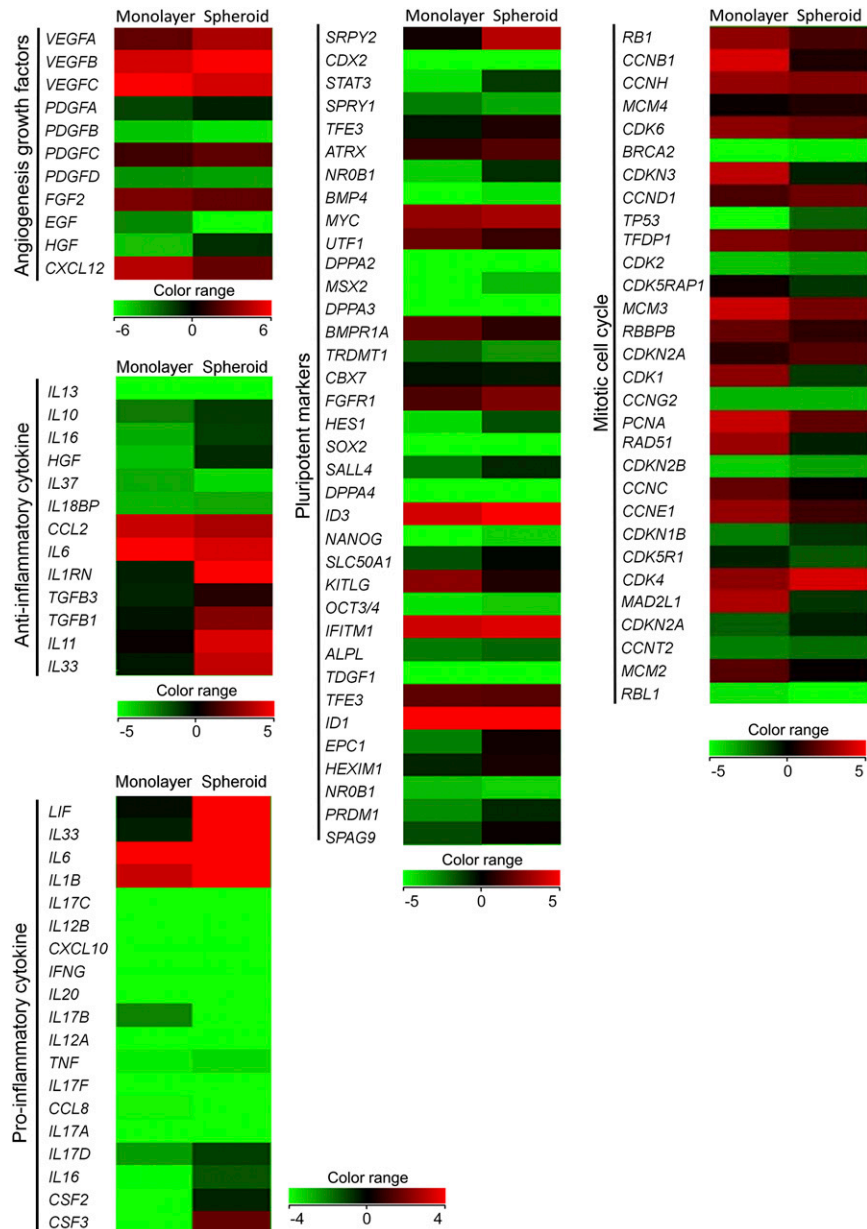 Angiogenesis growth factors
Monolayer Spheroid
VEGFA
VEGFB
VEGFC
PDGFA
PDGFB
PDGFC
PDGFD
FGF2
EGF
HGF
CXCL12
Color range
-6 0 6
Anti-inflammatory cytokine
Monolayer Spheroid
IL13
IL10
IL16
HGF
IL37
IL18BP
CCL2
IL6
IL1RN
TGFB3
TGFB1
IL11
IL33
Color range
-5 0 5
Pro-inflammatory cytokine
Monolayer Spheroid
LIF
IL33
IL6
IL1B
IL17C
IL12B
CXCL10
IFNG
IL20
IL17B
IL12A
TNF
IL17F
CCL8
IL17A
IL17D
IL16
CSF2
CSF3
Color range
-4 0 4
Pluripotent markers
Monolayer Spheroid
SRPY2
CDX2
STAT3
SPRY1
TFE3
ATRX
NR0B1
BMP4
MYC
UTF1
DPPA2
MSX2
DPPA3
BMPR1A
TRDMT1
CBX7
FGFR1
HES1
SOX2
SALL4
DPPA4
ID3
NANOG
SLC50A1
KITLG
OCT3/4
IFITM1
ALPL
TDGF1
TFE3
ID1
EPC1
HEXIM1
NR0B1
PRDM1
SPAG9
Color range
-5 0 5
Mitotic cell cycle
Monolayer Spheroid
RB1
CCNB1
CCNH
MCM4
CDK6
BRCA2
CDKN3
CCND1
TP53
TFDP1
CDK2
CDK5RAP1
MCM3
RBBPB
CDKN2A
CDK1
CCNG2
PCNA
RAD51
CDKN2B
CCNC
CCNE1
CDKN1B
CDK5R1
CDK4
MAD2L1
CDKN2A
CCNT2
MCM2
RBL1
Color range
-5 0 5